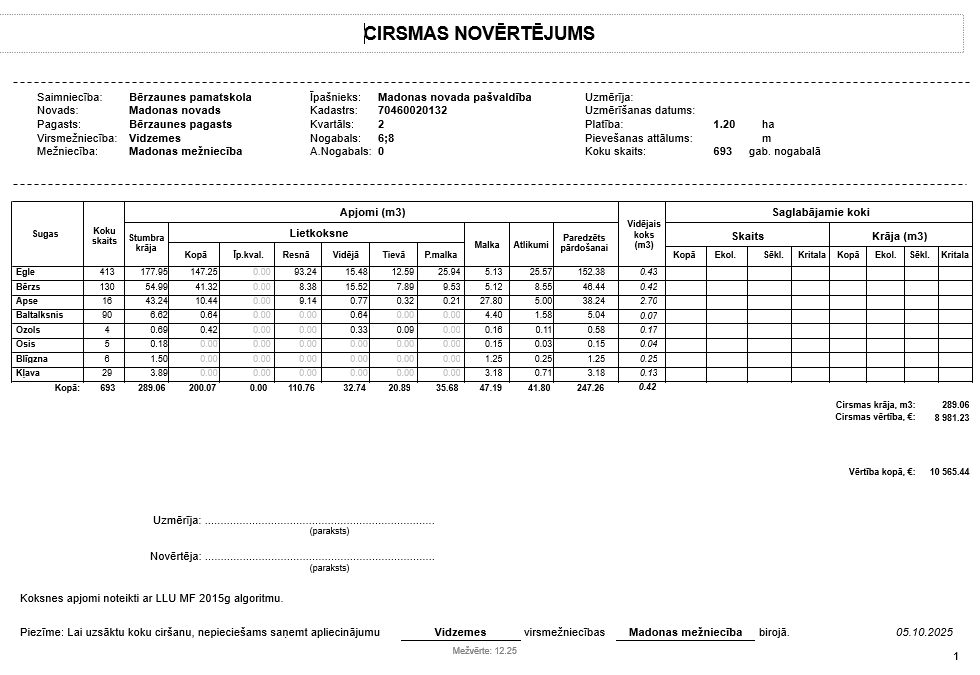 CIRSMAS NOVĒRTĒJUMS
Saimniecība: Bērzaunes pamatskola Īpašnieks: Madonas novada pašvaldība Uzmērīja:
Novads: Madonas novads Kadastrs: 70460020132 Uzmērīšanas datums:
Pagasts: Bērzaunes pagasts Kvartāls: 2 Platība: 1.20 ha
Virsmežniecība: Vidzemes Nogabals: 6;8 Pievešanas attālums: m
Mežniecība: Madonas mežniecība A.Nogabals: 0 Koku skaits: 693 gab. nogabalā
Sugas Koku skaits Apjomi (m3) Vidējais koks (m3) Saglabājamie koki
Stumbra krāja Lietkoksne Malka Atlikumi Paredzēts pārdošanai Skaits Krāja (m3)
Kopā Īp.kval. Resnā Vidējā Tievā P.malka Kopā Ekol. Sēkl. Kritala Kopā Ekol. Sēkl. Kritala
Egle 413 177.95 147.25 0.00 93.24 15.48 12.59 25.94 5.13 25.57 152.38 0.43
Bērzs 130 54.99 41.32 0.00 8.38 15.52 7.89 9.53 5.12 8.55 46.44 0.42
Apse 16 43.24 10.44 0.00 9.14 0.77 0.32 0.21 27.80 5.00 38.24 2.70
Baltalksnis 90 6.62 0.64 0.00 0.00 0.64 0.00 0.00 4.40 1.58 5.04 0.07
Ozols 4 0.69 0.42 0.00 0.00 0.33 0.09 0.00 0.16 0.11 0.58 0.17
Osis 5 0.18 0.00 0.00 0.00 0.00 0.00 0.00 0.15 0.03 0.15 0.04
Blīgzna 6 1.50 0.00 0.00 0.00 0.00 0.00 0.00 1.25 0.25 1.25 0.25
Kļava 29 3.89 0.00 0.00 0.00 0.00 0.00 0.00 3.18 0.71 3.18 0.13
Kopā: 693 289.06 200.07 0.00 110.76 32.74 20.89 35.68 47.19 41.80 247.26 0.42
Cirsmas krāja, m3: 289.06
Cirsmas vērtība, €: 8 981.23
Vērtība kopā, €: 10 565.44
Uzmērīja: ....................................................................................
(paraksts)
Novērtēja: ....................................................................................
(paraksts)
Koksnes apjomi noteikti ar LLU MF 2015g algoritmu.
Piezīme: Lai uzsāktu koku ciršanu, nepieciešams saņemt apliecinājumu Vidzemes virsmežniecības Madonas mežniecība birojā. 05.10.2025
Mežvērte: 12.25
1